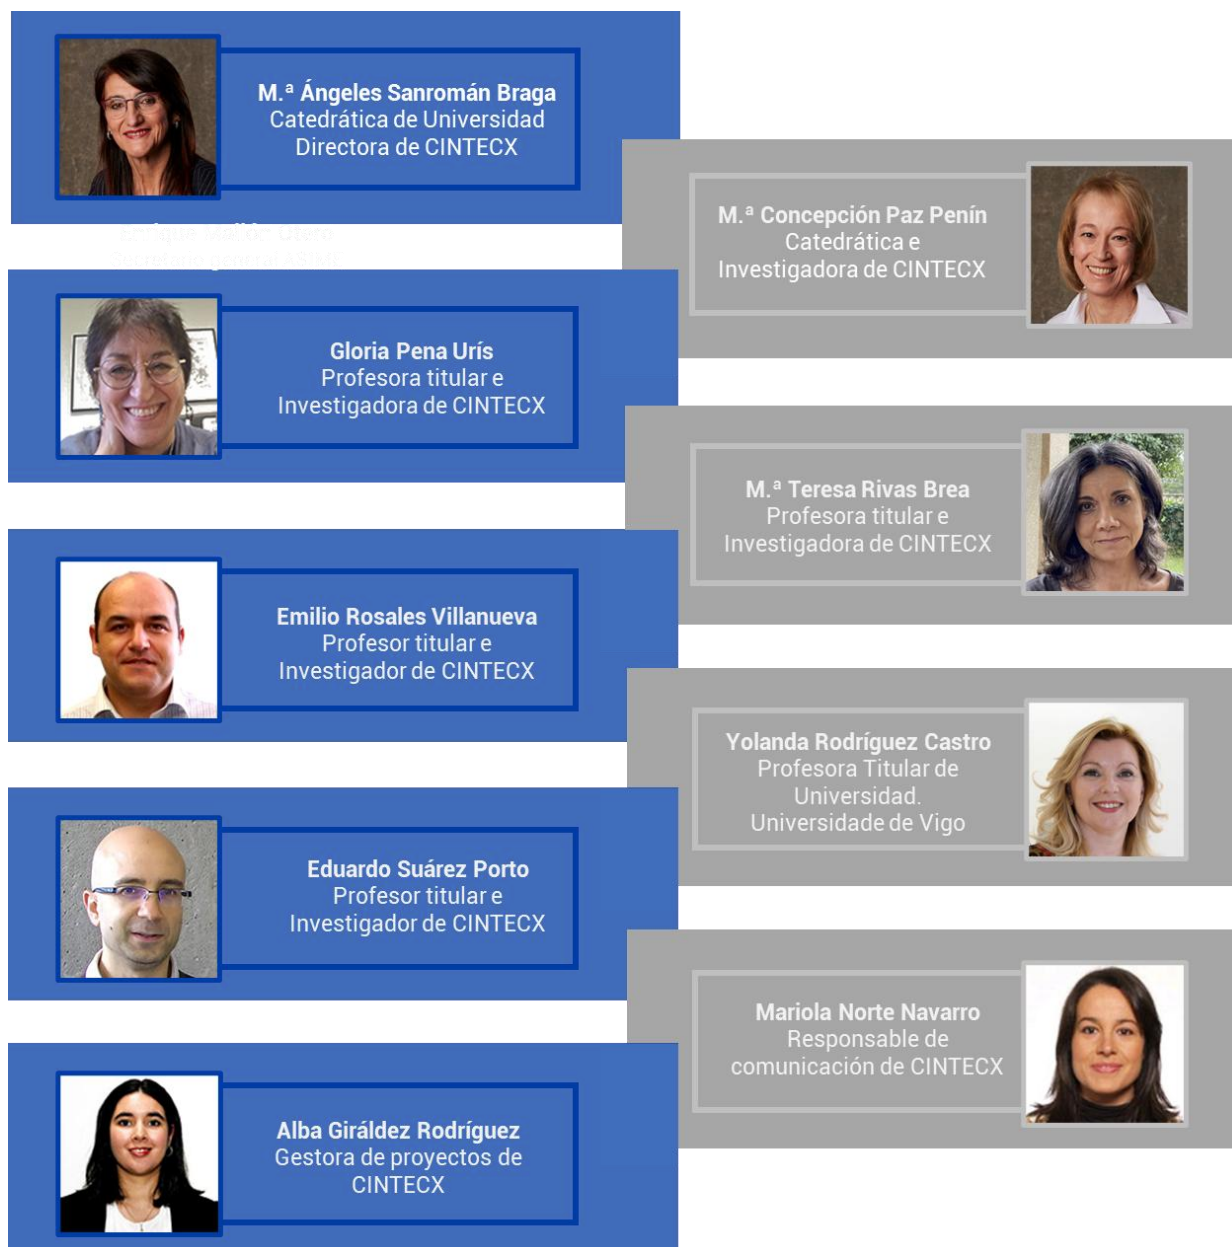 M.ª Ángeles Sanromán Braga
Catedrática de Universidad
Directora de CINTECX
M.ª Concepción Paz Penín
Catedrática e
Investigadora de CINTECX
Gloria Pena Urís
Profesora titular e
Investigadora de CINTECX
M.ª Teresa Rivas Brea
Profesora titular e
Investigadora de CINTECX
Emilio Rosales Villanueva
Profesor titular e
Investigador de CINTECX
Yolanda Rodríguez Castro
Profesora Titular de
Universidad.
Universidade de Vigo
Eduardo Suárez Porto
Profesor titular e
Investigador de CINTECX
Mariola Norte Navarro
Responsable de
comunicación de CINTECX
Alba Giráldez Rodríguez
Gestora de proyectos de
CINTECX